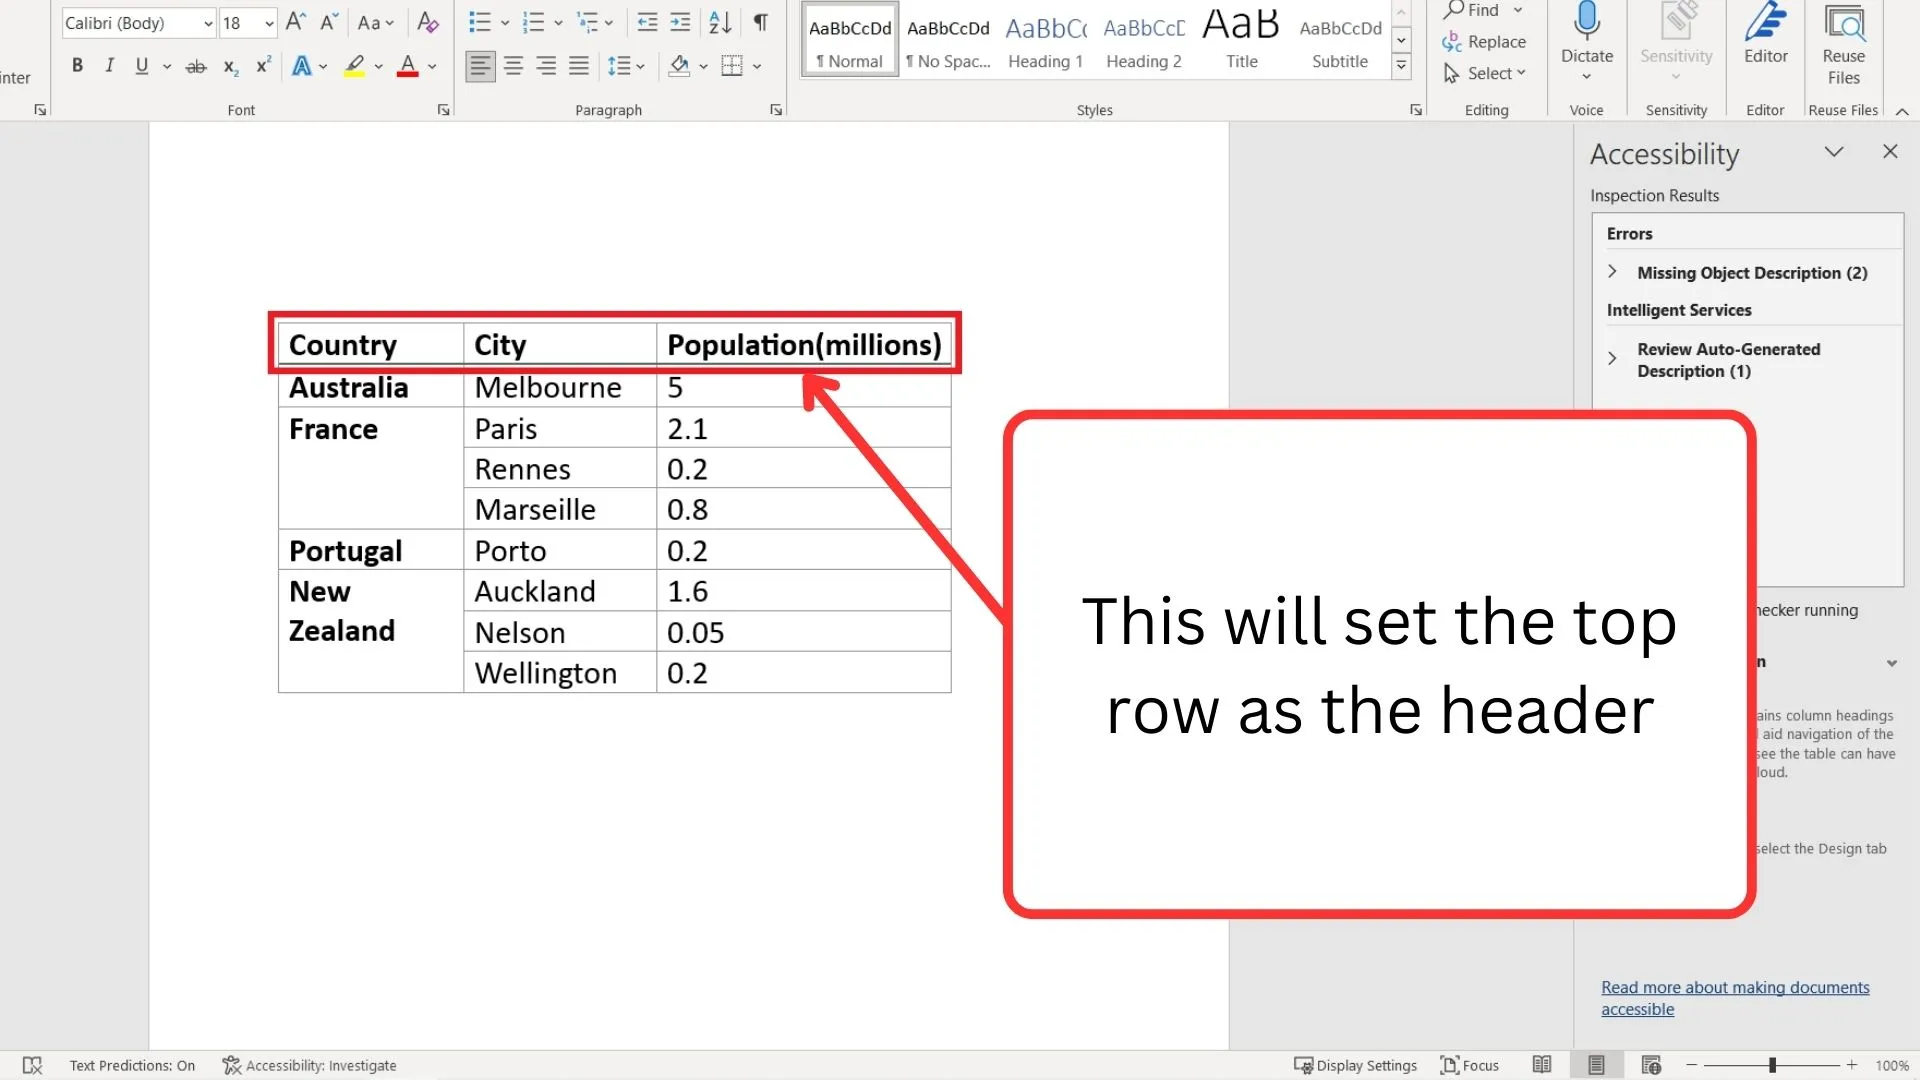 Calibri (Body) 18 Aa
inter B I U ab x₂ x² A A
Font
Paragraph
AaBbCcDd AaBbCcDd AaBbC AaBbCcD AaB AaBbCcDd
¶ Normal ¶ No Spac... Heading 1 Heading 2 Title Subtitle
Styles
Find
Replace
Select
Editing
Dictate
Voice
Sensitivity
Sensitivity
Editor
Editor
Reuse
Files
Reuse Files
Country City Population(millions)
Australia Melbourne 5
France Paris 2.1
Rennes 0.2
Marseille 0.8
Portugal Porto 0.2
New Auckland 1.6
Zealand Nelson 0.05
Wellington 0.2
This will set the top
row as the header
Accessibility
Inspection Results
Errors
Missing Object Description (2)
Intelligent Services
Review Auto-Generated
Description (1)
hecker running
n
ains column headings
aid navigation of the
see the table can have
loud.
select the Design tab
Read more about making documents
accessible
Text Predictions: On Accessibility: Investigate Display Settings Focus 100%